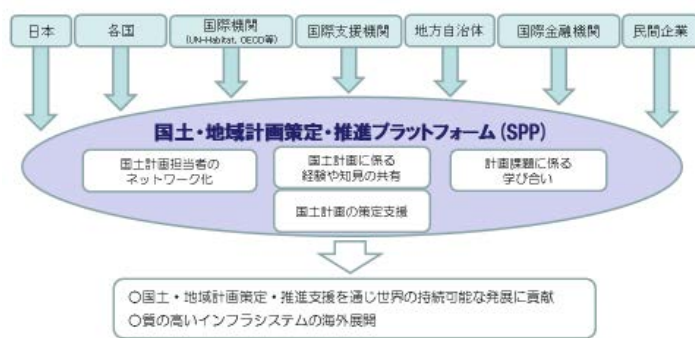 日本
各国
国際機関
(UN-Habitat, OECD等)
国際支援機関
地方自治体
国際金融機関
民間企業
国土・地域計画策定・推進プラットフォーム(SPP)
国土計画担当者の
ネットワーク化
国土計画に係る
経験や知見の共有
計画課題に係る
学び合い
国土計画の策定支援
○国土・地域計画策定・推進支援を通じ世界の持続可能な発展に貢献
○質の高いインフラシステムの海外展開